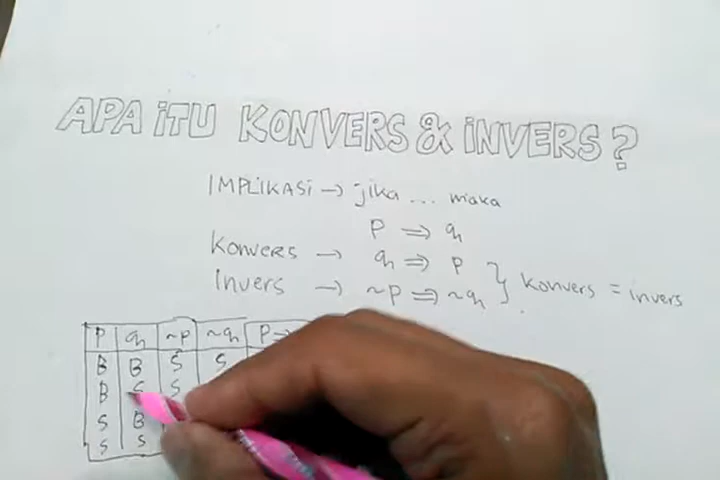 APA iTU KONVERS & iNVERS?
IMPLIKASi → jika ... maka
P ⇒ q
Konvers → q ⇒ p
Invers → ~p ⇒ ~q } konvers = invers
P q ~p ~q P⇒
B B S S
B S S
S B
S S